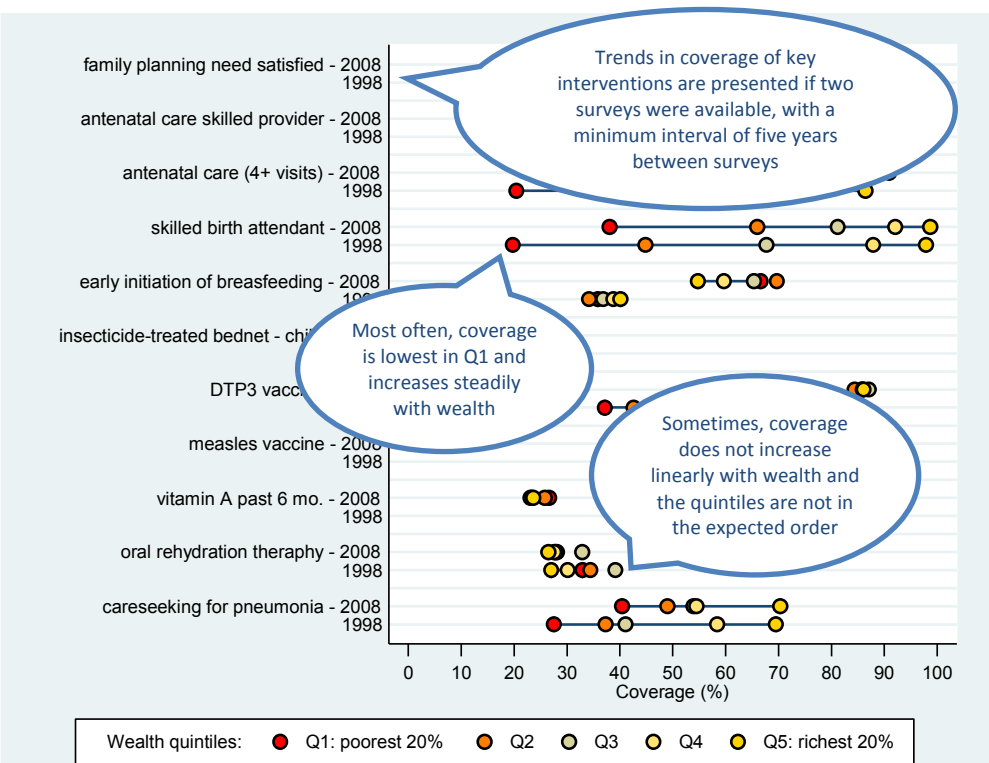 family planning need satisfied - 2008
1998
antenatal care skilled provider - 2008
1998
antenatal care (4+ visits) - 2008
1998
skilled birth attendant - 2008
1998
early initiation of breastfeeding - 2008
insecticide-treated bednet -
DTP3
measles vaccine - 2008
1998
vitamin A past 6 mo. - 2008
1998
oral rehydration theraphy - 2008
1998
careseeking for pneumonia - 2008
1998
Trends in coverage of key
interventions are presented if two
surveys were available, with a
minimum interval of five years
between surveys
Most often, coverage
is lowest in Q1 and
increases steadily
with wealth
Sometimes, coverage
does not increase
linearly with wealth and
the quintiles are not in
the expected order
0 10 20 30 40 50 60 70 80 90 100
Coverage (%)
Wealth quintiles: Q1: poorest 20% Q2 Q3 Q4 Q5: richest 20%